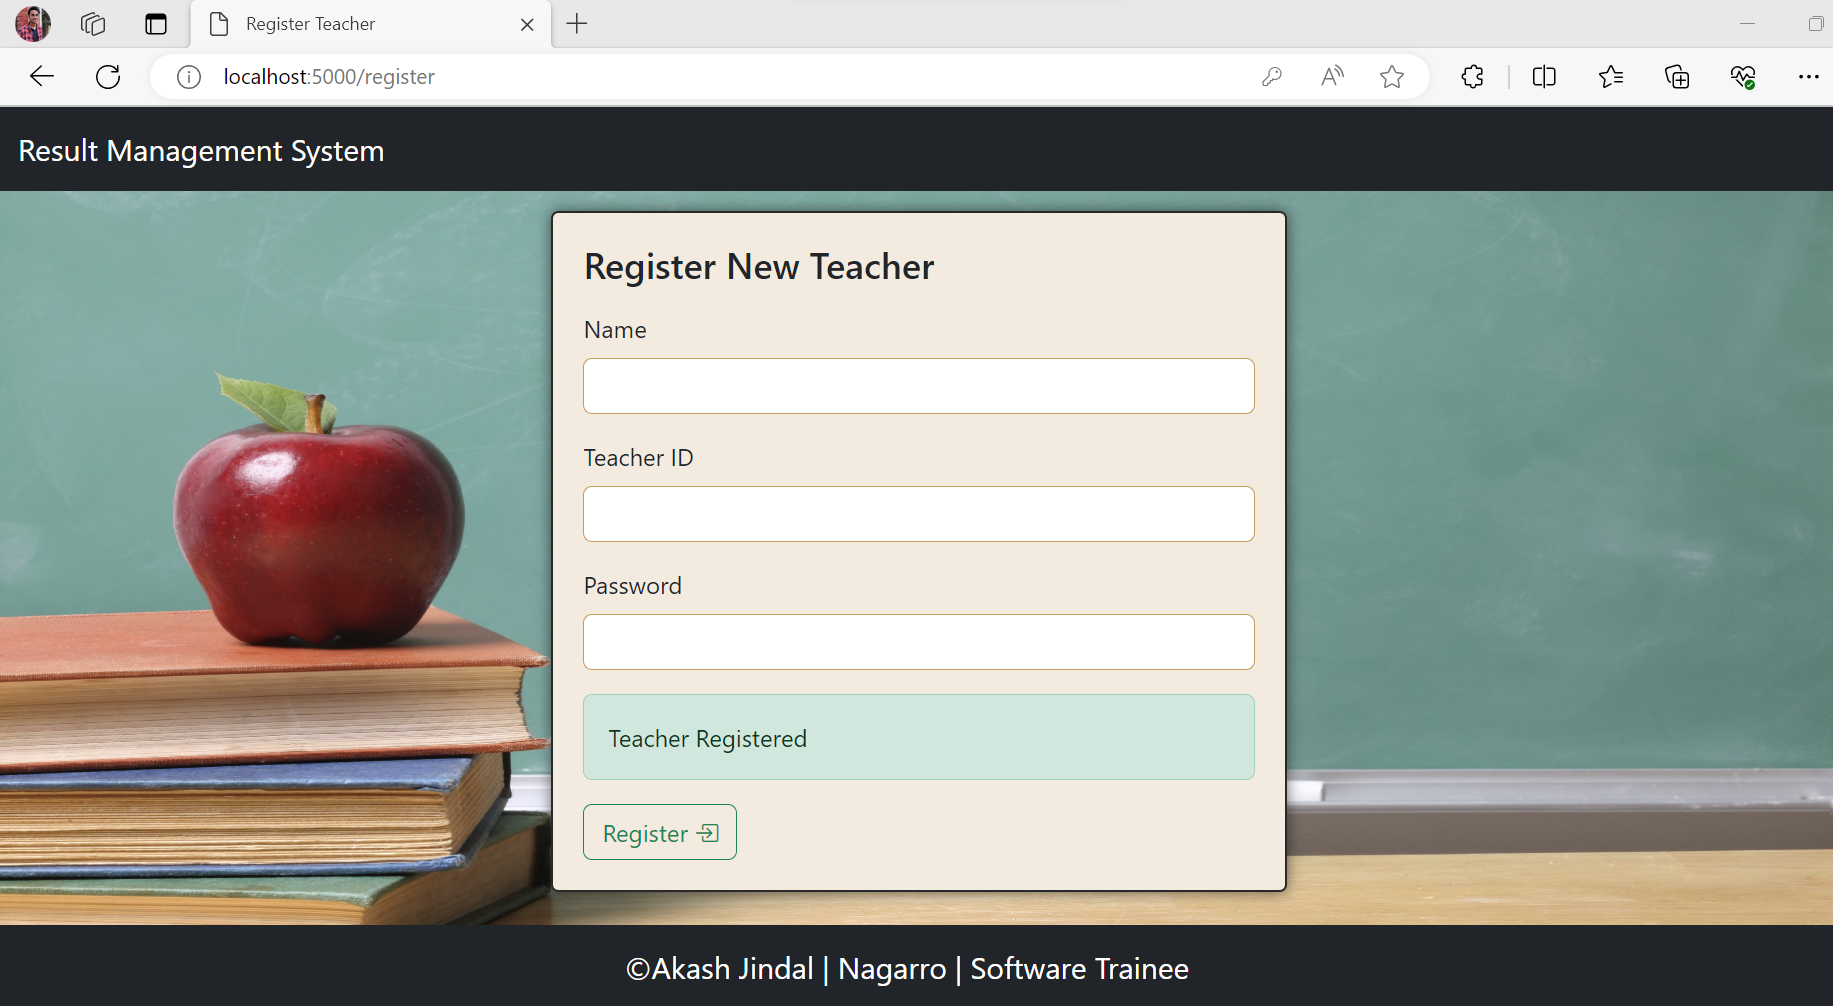 Register Teacher
localhost:5000/register
Result Management System
Register New Teacher
Name
Teacher ID
Password
Teacher Registered
Register
©Akash Jindal | Nagarro | Software Trainee